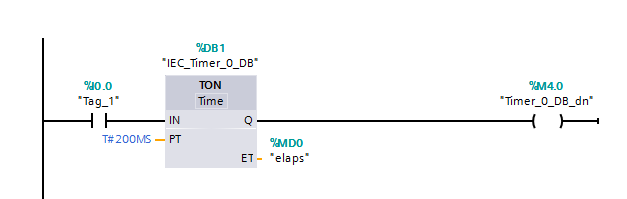 %DB1
"IEC_Timer_0_DB"
%I0.0
"Tag_1"
TON
Time
%M4.0
"Timer_0_DB_dn"
IN Q
T#200MS PT
%MD0
ET "elaps"